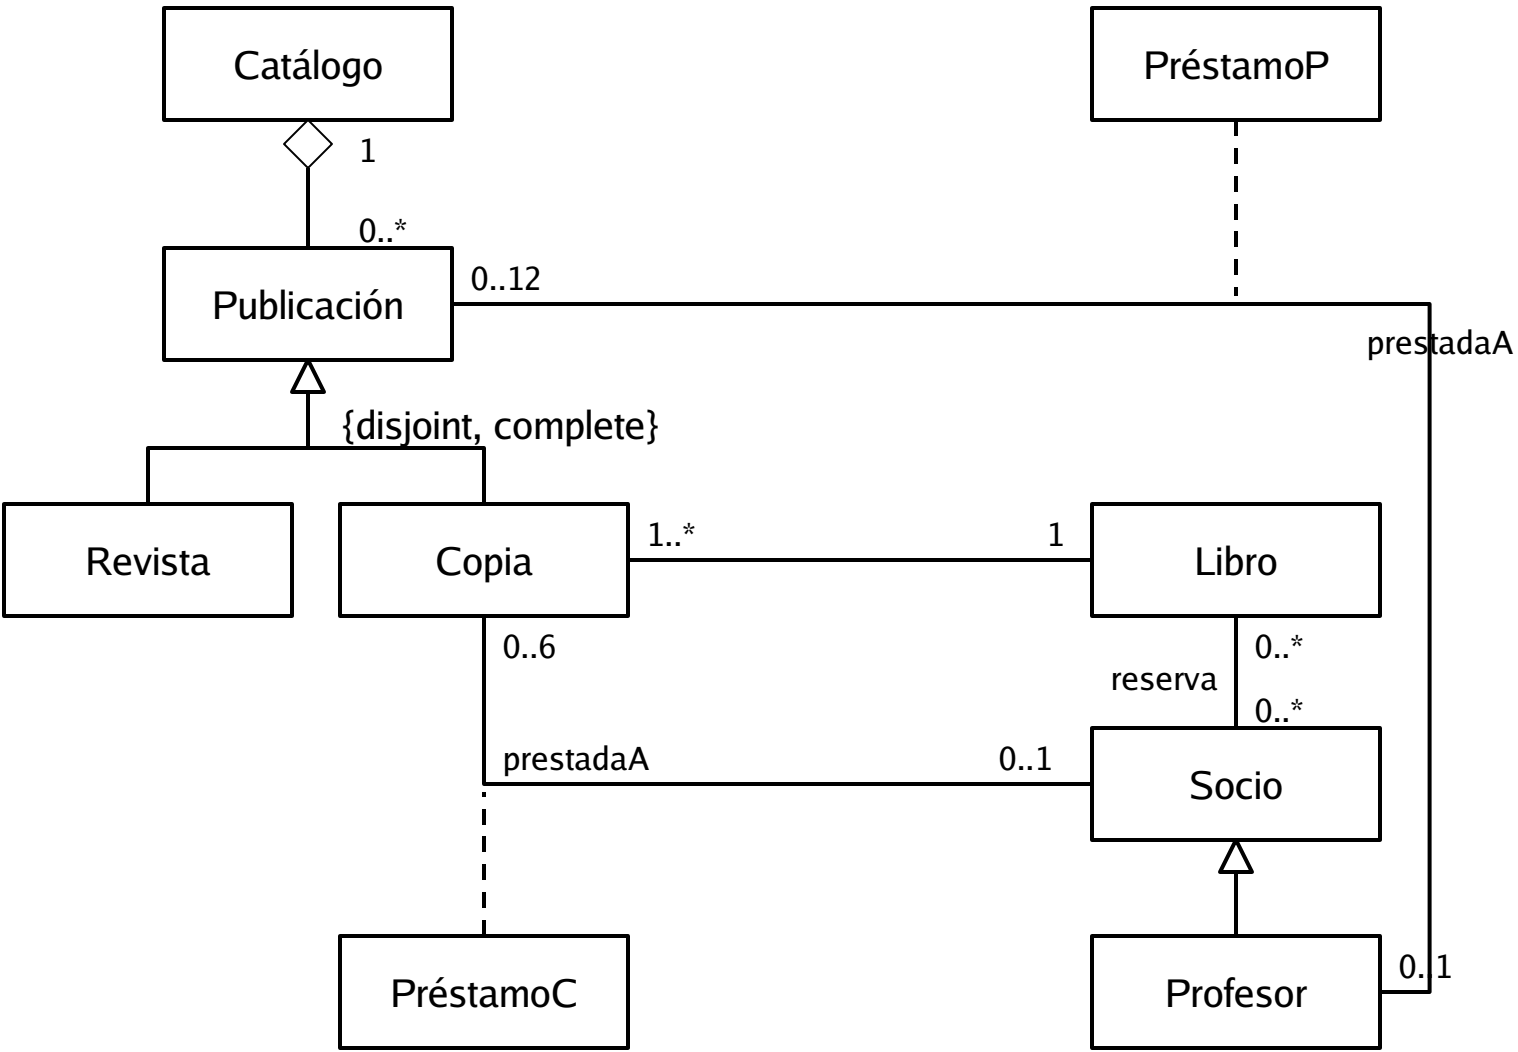 Catálogo
PréstamoP
1
0..*
Publicación
0..12
prestadaA
{disjoint, complete}
Revista
Copia
1..*
1
Libro
0..6
0..*
reserva
0..*
prestadaA
0..1
Socio
PréstamoC
Profesor
0..1